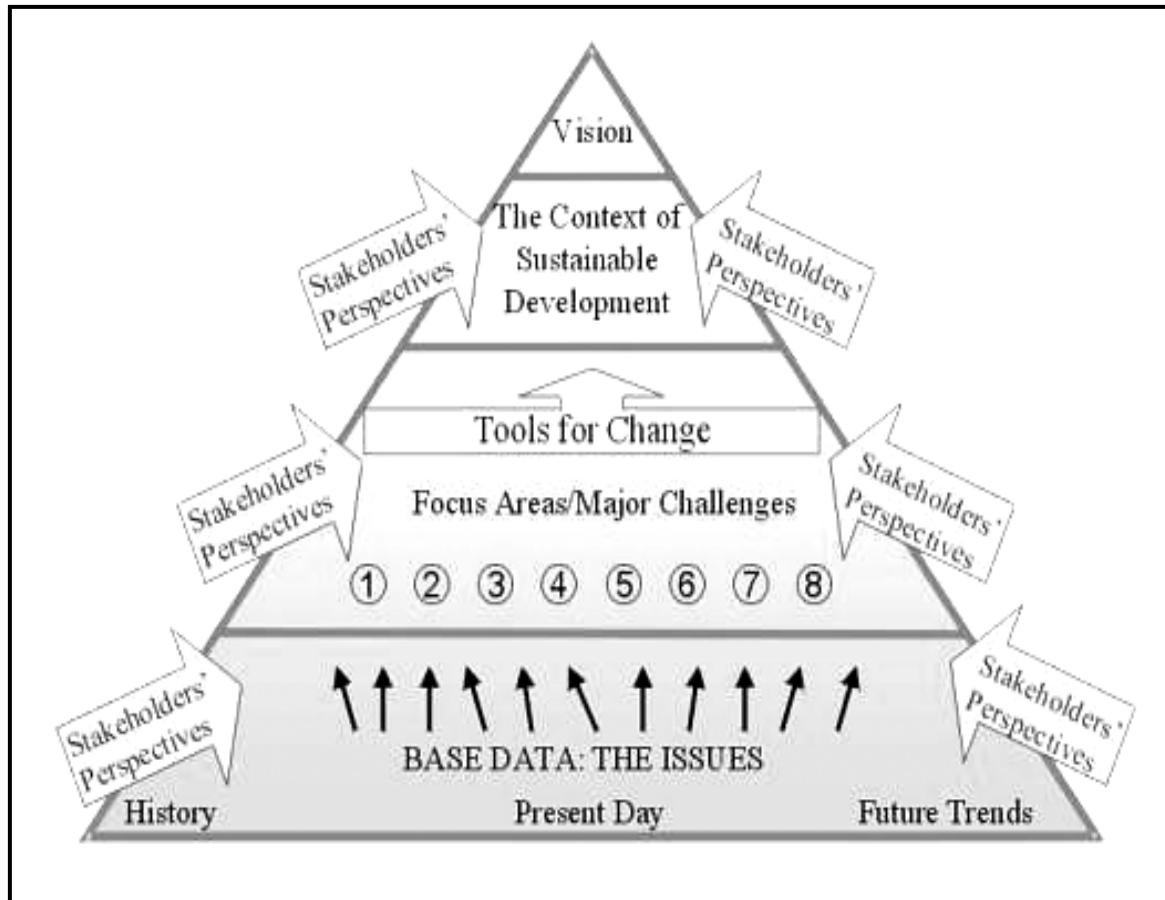 Vision
The Context of
Sustainable
Development
Stakeholders'
Perspectives
Stakeholders'
Perspectives
Tools for Change
Focus Areas/Major Challenges
Stakeholders'
Perspectives
Stakeholders'
Perspectives
1 2 3 4 5 6 7 8
Stakeholders'
Perspectives
Stakeholders'
Perspectives
BASE DATA: THE ISSUES
History Present Day Future Trends